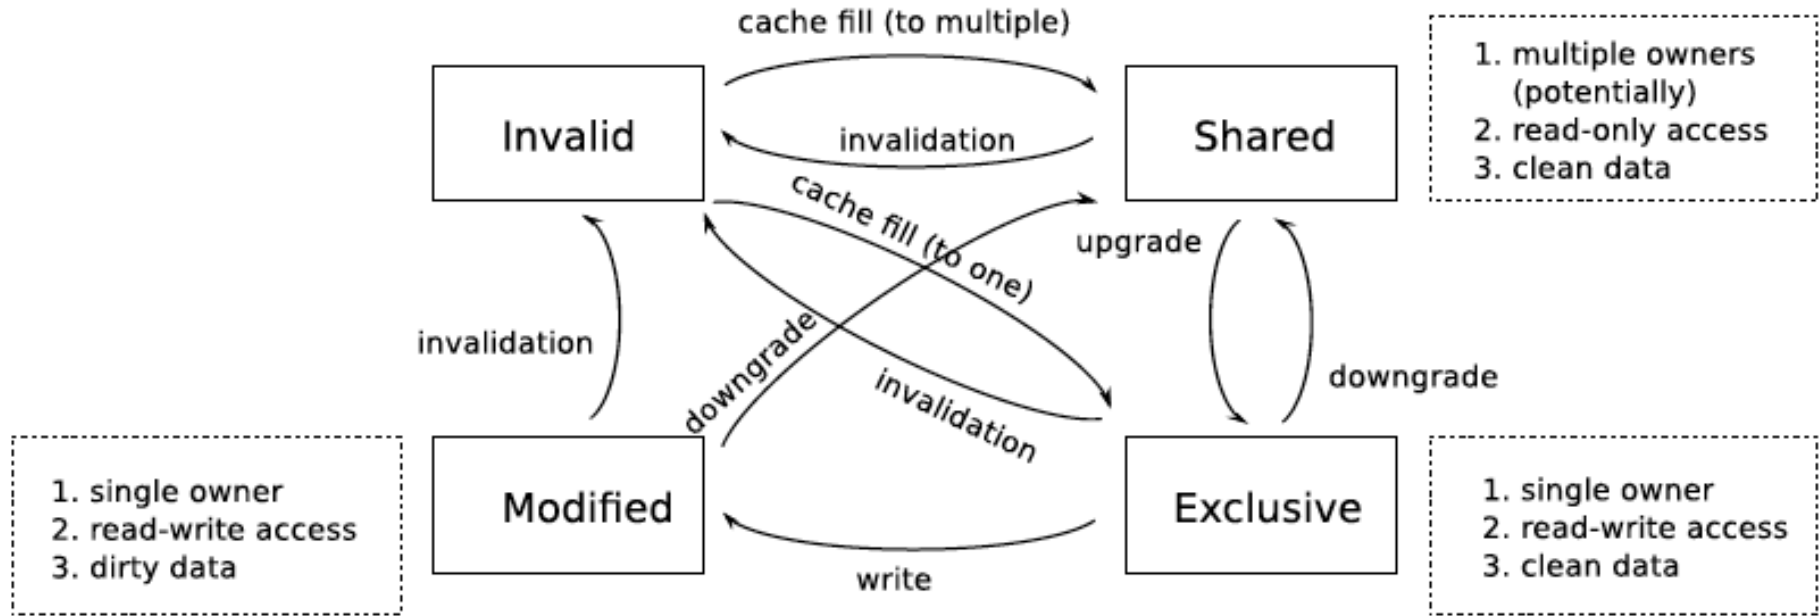 cache fill (to multiple)
Invalid
invalidation
Shared
1. multiple owners
(potentially)
2. read-only access
3. clean data
cache fill (to one)
upgrade
invalidation
downgrade
invalidation
downgrade
1. single owner
2. read-write access
3. dirty data
Modified
write
Exclusive
1. single owner
2. read-write access
3. clean data